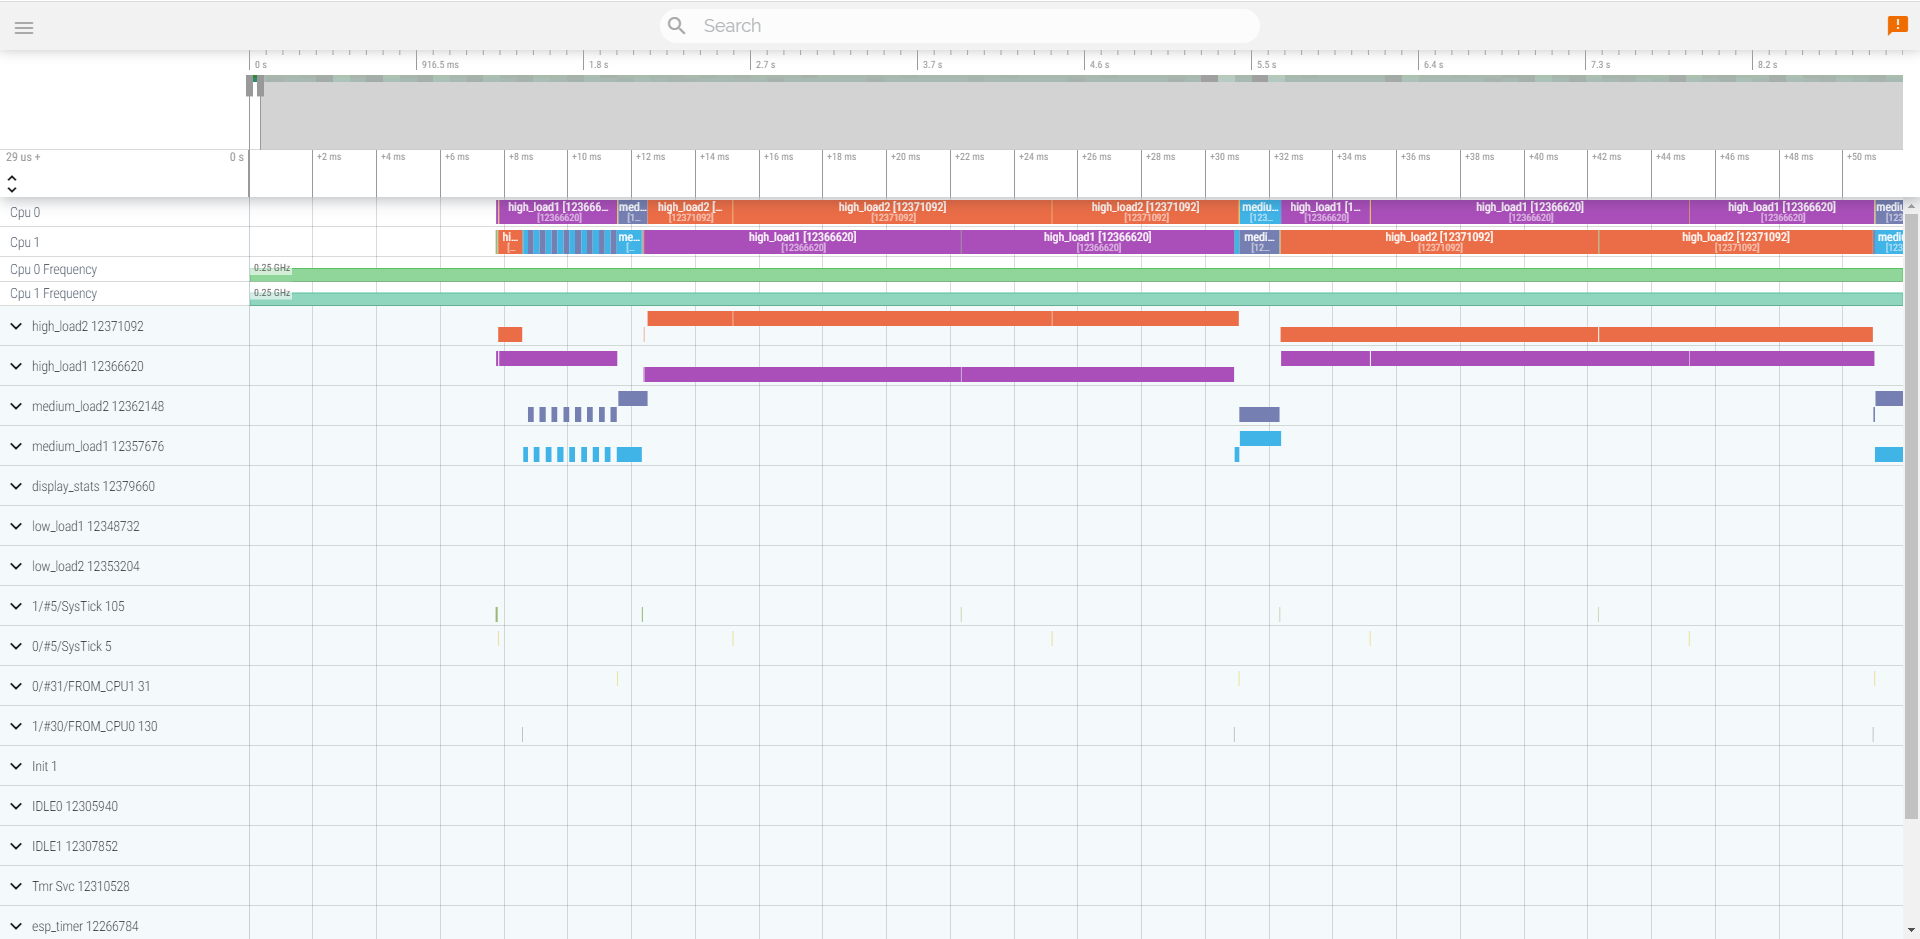 Search
0 s 916.5 ms 1.8 s 2.7 s 3.7 s 4.6 s 5.5 s 6.4 s 7.3 s 8.2 s
29 us + 0 s +2 ms +4 ms +6 ms +8 ms +10 ms +12 ms +14 ms +16 ms +18 ms +20 ms +22 ms +24 ms +26 ms +28 ms +30 ms +32 ms +34 ms +36 ms +38 ms +40 ms +42 ms +44 ms +46 ms +48 ms +50 ms
Cpu 0 high_load1 [123666... med... high_load2 [... high_load2 [12371092] high_load2 [12371092] mediu... high_load1 [1... high_load1 [12366620] high_load1 [12366620] mediu
[12366620] [1... [12371092] [12371092] [12371092] [123... [12366620] [12366620] [12366620] [123
Cpu 1 hi... me... high_load1 [12366620] high_load1 [12366620] medi... high_load2 [12371092] high_load2 [12371092] medi
[... [... [12366620] [12366620] [12... [12371092] [12371092] [123
Cpu 0 Frequency 0.25 GHz
Cpu 1 Frequency 0.25 GHz
high_load2 12371092
high_load1 12366620
medium_load2 12362148
medium_load1 12357676
display_stats 12379660
low_load1 12348732
low_load2 12353204
1/#5/SysTick 105
0/#5/SysTick 5
0/#31/FROM_CPU1 31
1/#30/FROM_CPU0 130
Init 1
IDLE0 12305940
IDLE1 12307852
Tmr Svc 12310528
esp_timer 12266784